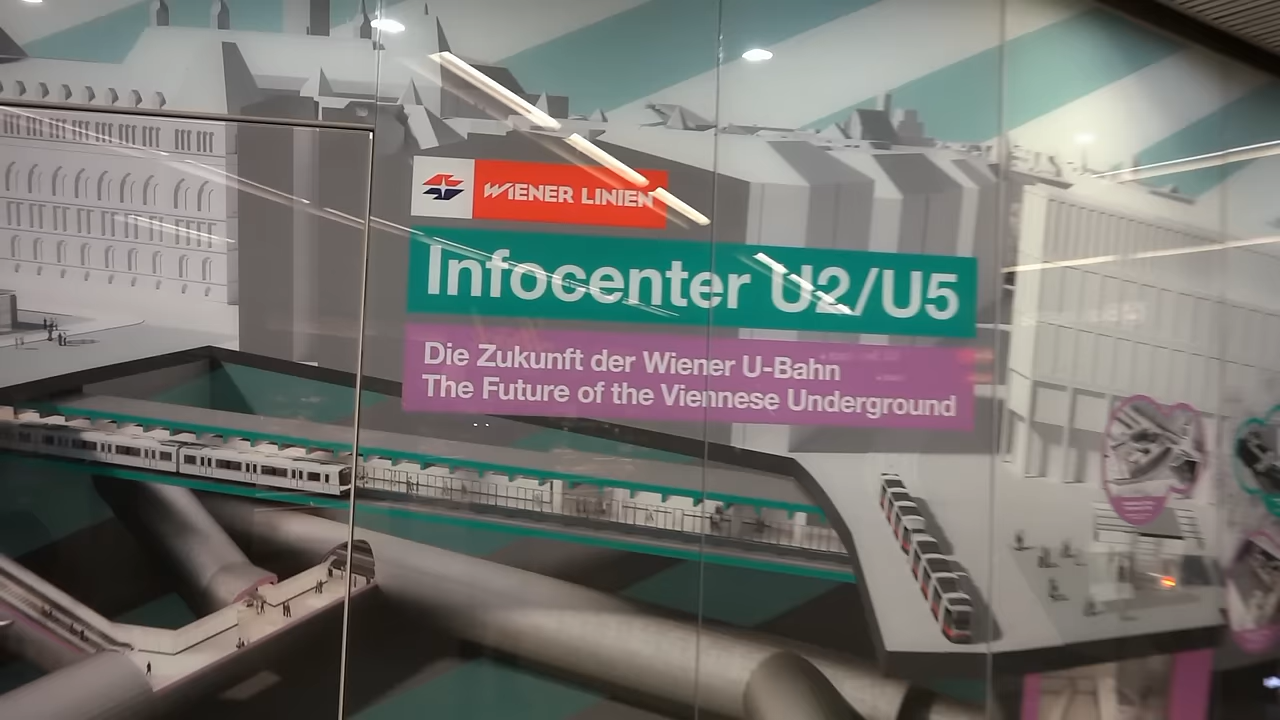 WIENER LINIEN
Infocenter U2/U5
Die Zukunft der Wiener U-Bahn
The Future of the Viennese Underground